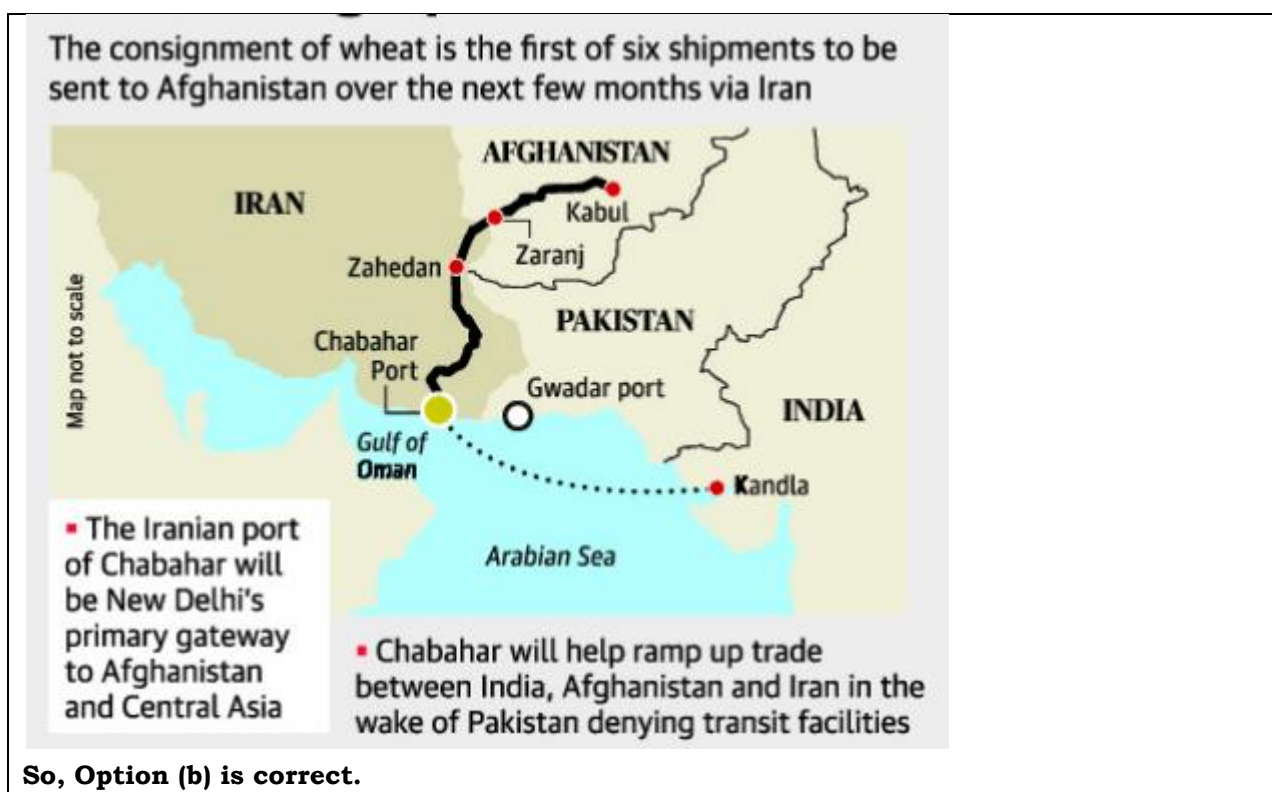 The consignment of wheat is the first of six shipments to be
sent to Afghanistan over the next few months via Iran
AFGHANISTAN
IRAN
Kabul
Zaranj
Zahedan
Map not to scale
PAKISTAN
Chabahar
Port
Gwadar port
INDIA
Gulf of
Oman
Kandla
Arabian Sea
▪ The Iranian port
of Chabahar will
be New Delhi's
primary gateway
to Afghanistan
and Central Asia
▪ Chabahar will help ramp up trade
between India, Afghanistan and Iran in the
wake of Pakistan denying transit facilities
So, Option (b) is correct.